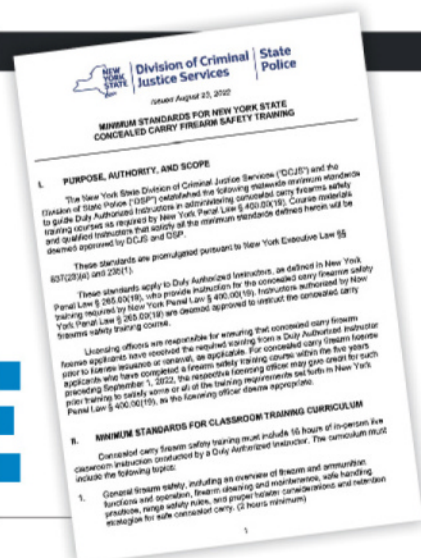 NEW
YORK
STATE
Division of Criminal
Justice Services
State
Police
Issued August 23, 2022
MINIMUM STANDARDS FOR NEW YORK STATE
CONCEALED CARRY FIREARM SAFETY TRAINING
I. PURPOSE, AUTHORITY, AND SCOPE
The New York State Division of Criminal Justice Services ("DCJS") and the
Division of State Police ("DSP") established the following statewide minimum standards
to guide Duly Authorized Instructors in administering concealed carry firearms safety
training courses as required by New York Penal Law § 400.00(19). Course materials
and qualified instructors that satisfy all the minimum standards defined herein will be
deemed approved by DCJS and DSP.
These standards are promulgated pursuant to New York Executive Law §§
837(23)(a) and 235(1).
These standards apply to Duly Authorized Instructors, as defined in New York
Penal Law § 265.00(19), who provide instruction for the concealed carry firearms safety
training required by New York Penal Law § 400.00(19). Instructors authorized by New
York Penal Law § 265.00(19) are deemed approved to instruct the concealed carry
firearms safety training course.
Licensing officers are responsible for ensuring that concealed carry firearm
license applicants have received the required training from a Duly Authorized Instructor
prior to license issuance or renewal, as applicable. For concealed carry firearm license
applicants who have completed a firearm safety training course within the five years
preceding September 1, 2022, the respective licensing officer may give credit for such
prior training to satisfy some or all of the training requirements set forth in New York
Penal Law § 400.00(19), as the licensing officer deems appropriate.
II. MINIMUM STANDARDS FOR CLASSROOM TRAINING CURRICULUM
Concealed carry firearm safety training must include 16 hours of in-person live
classroom instruction conducted by a Duly Authorized Instructor. The curriculum must
include the following topics:
1. General firearm safety, including an overview of firearm and ammunition
functions and operation, firearm cleaning and maintenance, safe handling
practices, range safety rules, and proper holster considerations and retention
strategies for safe concealed carry. (2 hours minimum)
1